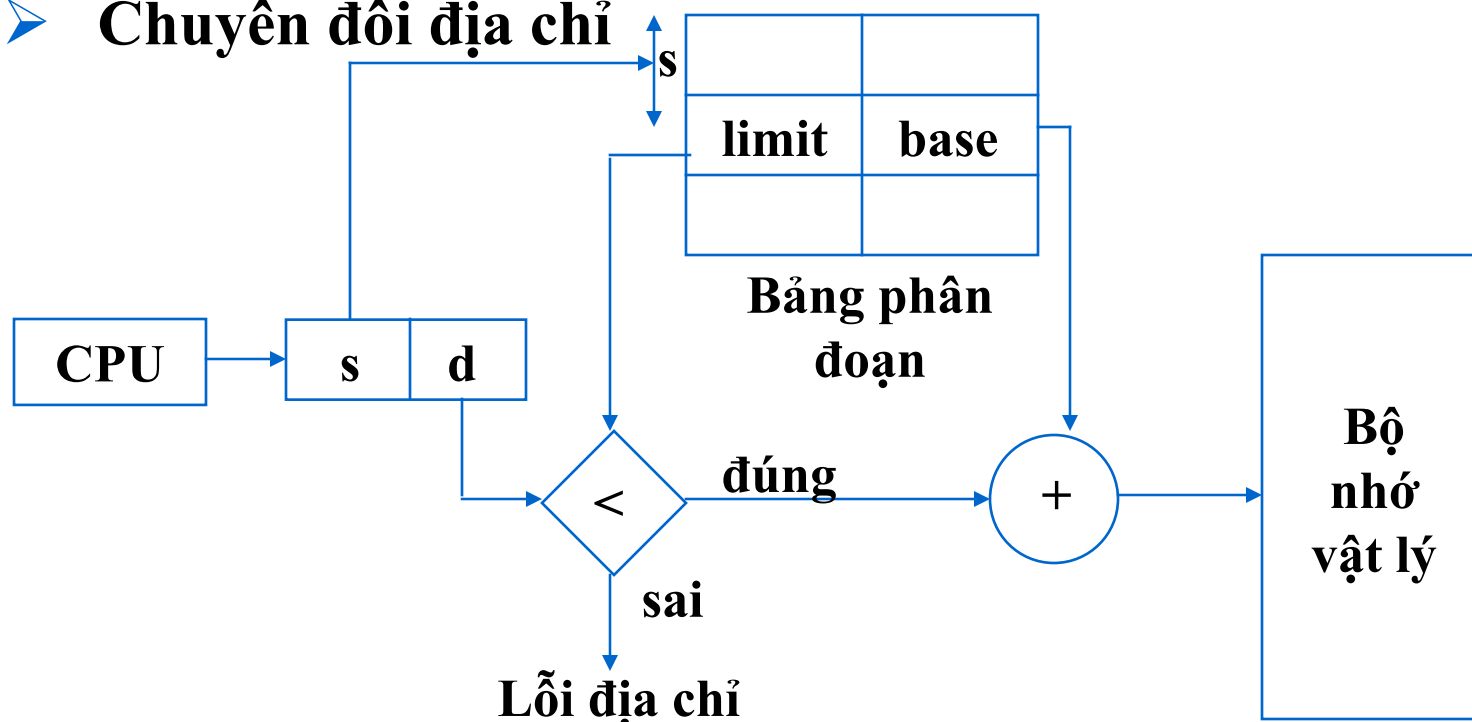 Chuyển đổi địa chỉ
s
limit base
Bảng phân
đoạn
CPU
s d
Bộ
nhớ
vật lý
<
đúng
+
sai
Lỗi địa chỉ